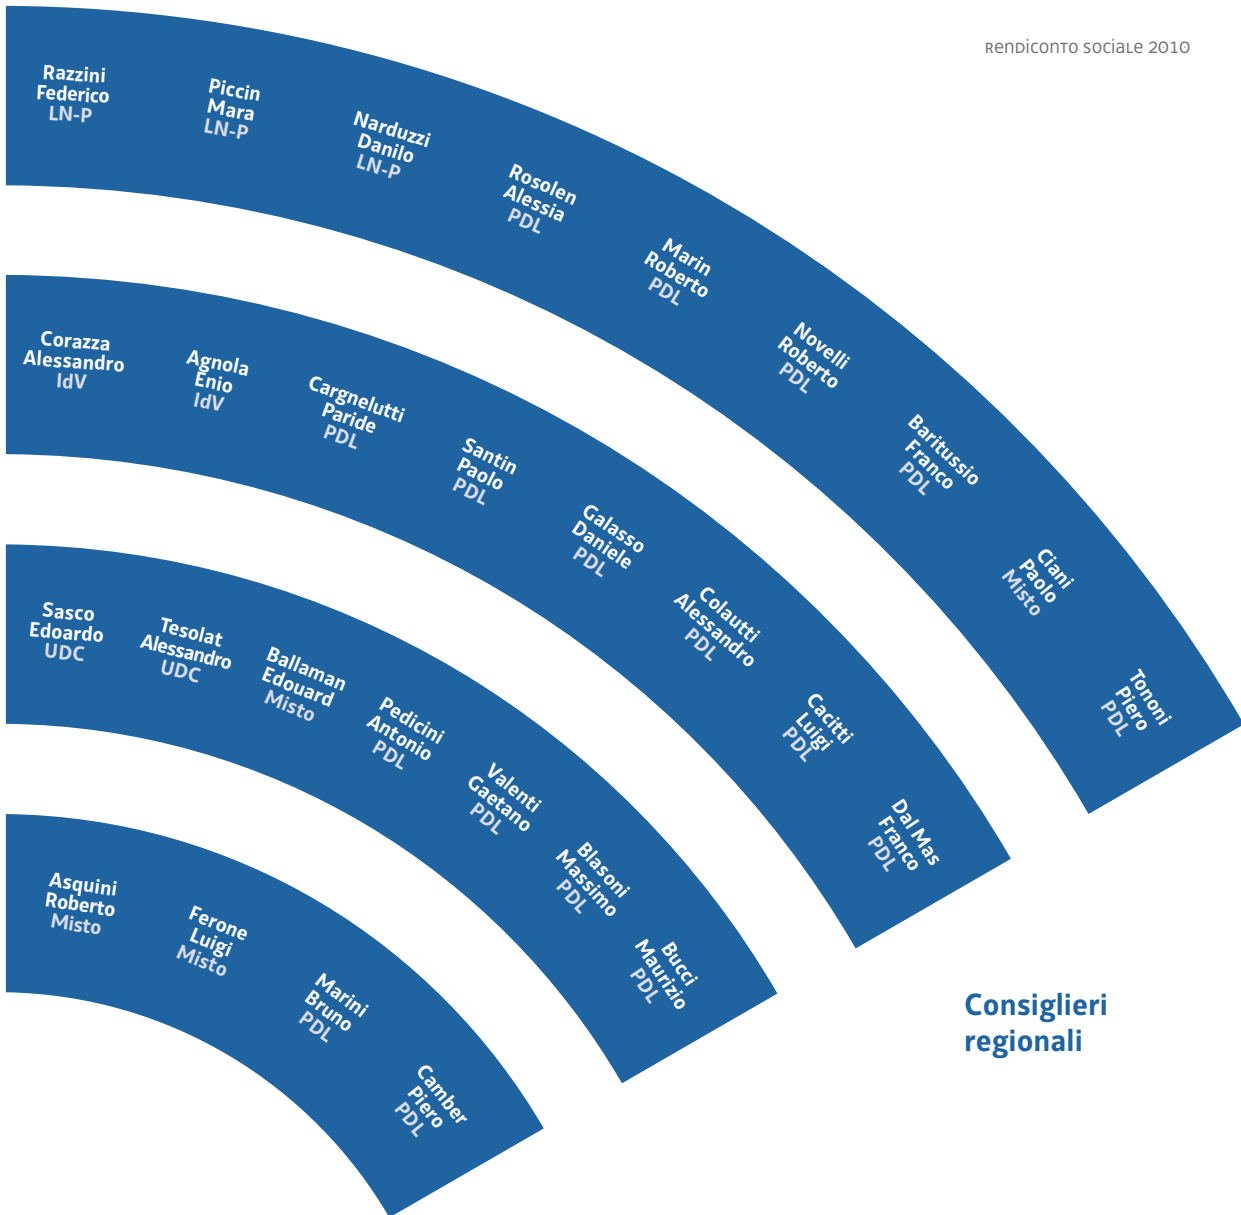 RENDICONTO SOCIALE 2010
Razzini
Federico
LN-P
Piccin
Mara
LN-P
Narduzzi
Danilo
LN-P
Rosolen
Alessia
PDL
Marin
Roberto
PDL
Novelli
Roberto
PDL
Baritussio
Franco
PDL
Ciani
Paolo
Misto
Tononi
Piero
PDL
Corazza
Alessandro
IdV
Agnola
Enio
IdV
Cargnelutti
Paride
PDL
Santin
Paolo
PDL
Galasso
Daniele
PDL
Colautti
Alessandro
PDL
Cacitti
Luigi
PDL
Dal Mas
Franco
PDL
Sasco
Edoardo
UDC
Tesolat
Alessandro
UDC
Ballaman
Edouard
Misto
Pedicini
Antonio
PDL
Valenti
Gaetano
PDL
Blasoni
Massimo
PDL
Bucci
Maurizio
PDL
Asquini
Roberto
Misto
Ferone
Luigi
Misto
Marini
Bruno
PDL
Camber
Piero
PDL
Consiglieri
regionali